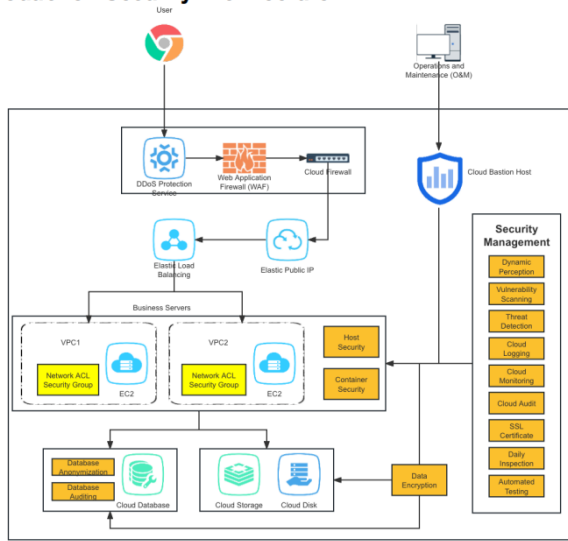 User
Operations and
Maintenance (O&M)
DDoS Protection
Service
Web Application
Firewall (WAF)
Cloud Firewall
Cloud Bastion Host
Elastic Load
Balancing
Elastic Public IP
Business Servers
VPC1
Network ACL
Security Group
EC2
VPC2
Network ACL
Security Group
EC2
Host
Security
Container
Security
Database
Anonymization
Database
Auditing
Cloud Database
Cloud Storage
Cloud Disk
Data
Encryption
Security
Management
Dynamic
Perception
Vulnerability
Scanning
Threat
Detection
Cloud
Logging
Cloud
Monitoring
Cloud Audit
SSL
Certificate
Daily
Inspection
Automated
Testing